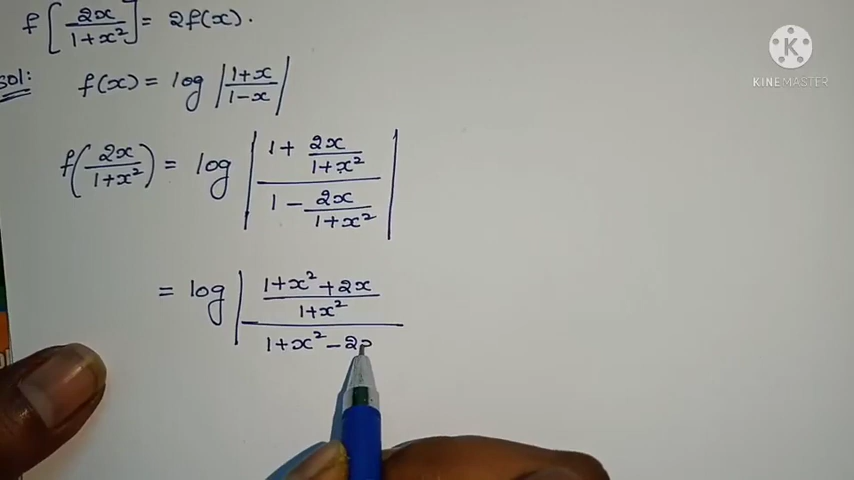 f[2x/1+x²] = 2f(x).
sol: f(x) = log |1+x/1-x|
f(2x/1+x²) = log |1+ 2x/1+x² / 1 - 2x/1+x²|
= log | 1+x²+2x/1+x² / 1+x²-2x
KINEMASTER